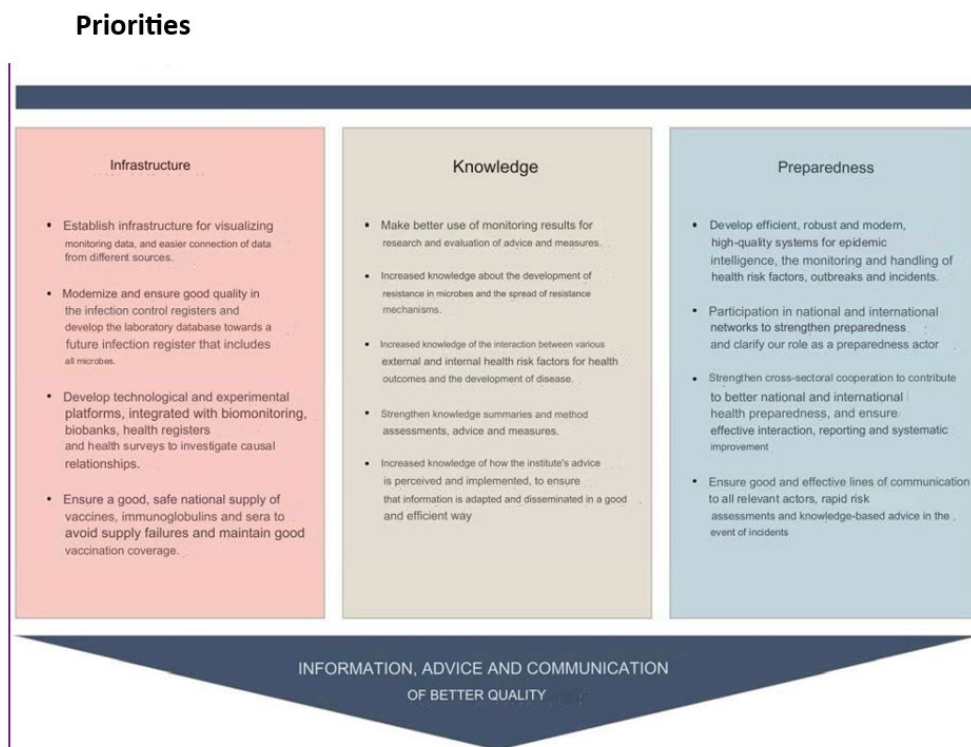 Priorities
Infrastructure
• Establish infrastructure for visualizing
monitoring data, and easier connection of data
from different sources.
• Modernize and ensure good quality in
the infection control registers and
develop the laboratory database towards a
future infection register that includes
all microbes.
• Develop technological and experimental
platforms, integrated with biomonitoring,
biobanks, health registers
and health surveys to investigate causal
relationships.
• Ensure a good, safe national supply of
vaccines, immunoglobulins and sera to
avoid supply failures and maintain good
vaccination coverage.
Knowledge
• Make better use of monitoring results for
research and evaluation of advice and measures.
• Increased knowledge about the development of
resistance in microbes and the spread of resistance
mechanisms.
• Increased knowledge of the interaction between various
external and internal health risk factors for health
outcomes and the development of disease.
• Strengthen knowledge summaries and method
assessments, advice and measures.
• Increased knowledge of how the institute's advice
is perceived and implemented, to ensure
that information is adapted and disseminated in a good
and efficient way
Preparedness
• Develop efficient, robust and modern,
high-quality systems for epidemic
intelligence, the monitoring and handling of
health risk factors, outbreaks and incidents.
• Participation in national and international
networks to strengthen preparedness
and clarify our role as a preparedness actor
• Strengthen cross-sectoral cooperation to contribute
to better national and international
health preparedness, and ensure
effective interaction, reporting and systematic
improvement
• Ensure good and effective lines of communication
to all relevant actors, rapid risk
assessments and knowledge-based advice in the
event of incidents
INFORMATION, ADVICE AND COMMUNICATION
OF BETTER QUALITY